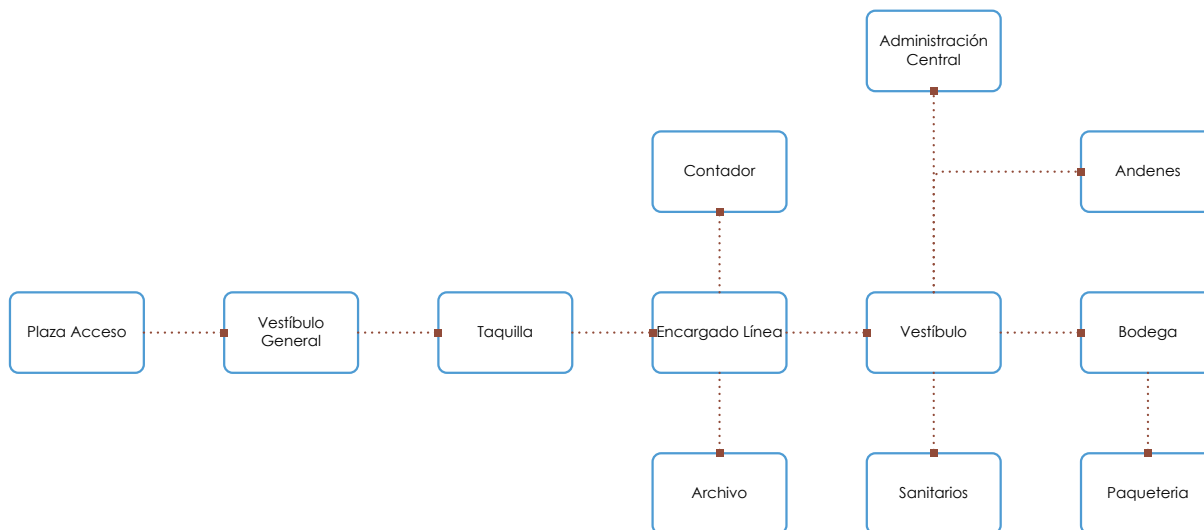 Administración
Central
Contador
Andenes
Plaza Acceso
Vestíbulo
General
Taquilla
Encargado Línea
Vestíbulo
Bodega
Archivo
Sanitarios
Paqueteria